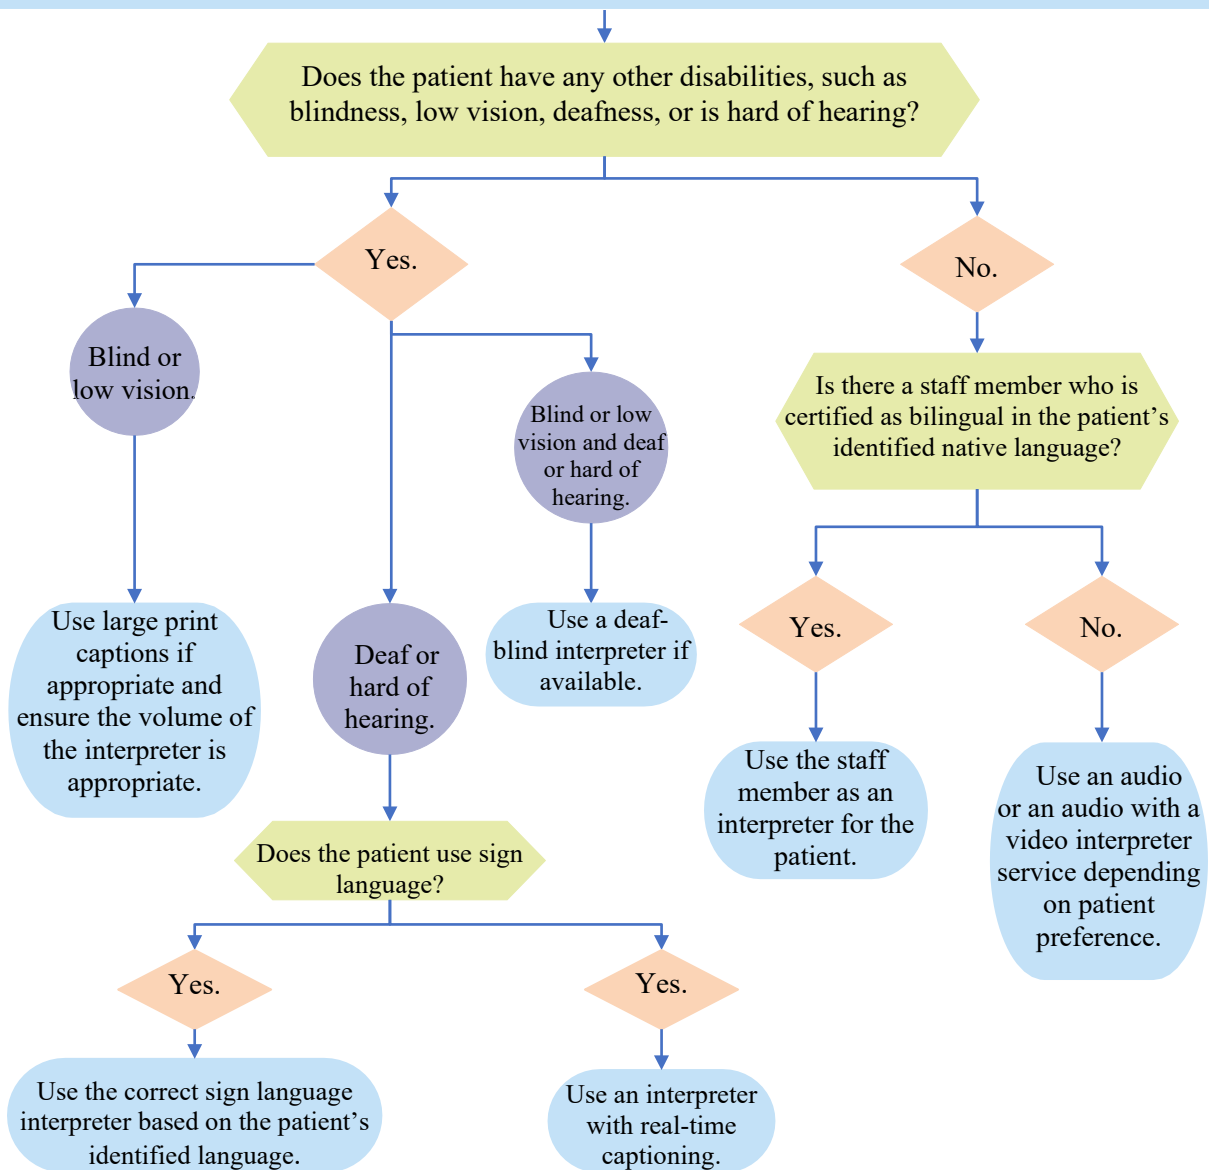 Does the patient have any other disabilities, such as
blindness, low vision, deafness, or is hard of hearing?
Yes.
No.
Blind or
low vision.
Blind or low
vision and deaf
or hard of
hearing.
Is there a staff member who is
certified as bilingual in the patient’s
identified native language?
Use large print
captions if
appropriate and
ensure the volume of
the interpreter is
appropriate.
Deaf or
hard of
hearing.
Use a deaf-
blind interpreter if
available.
Yes.
No.
Use the staff
member as an
interpreter for the
patient.
Use an audio
or an audio with a
video interpreter
service depending
on patient
preference.
Does the patient use sign
language?
Yes.
Yes.
Use the correct sign language
interpreter based on the patient’s
identified language.
Use an interpreter
with real-time
captioning.